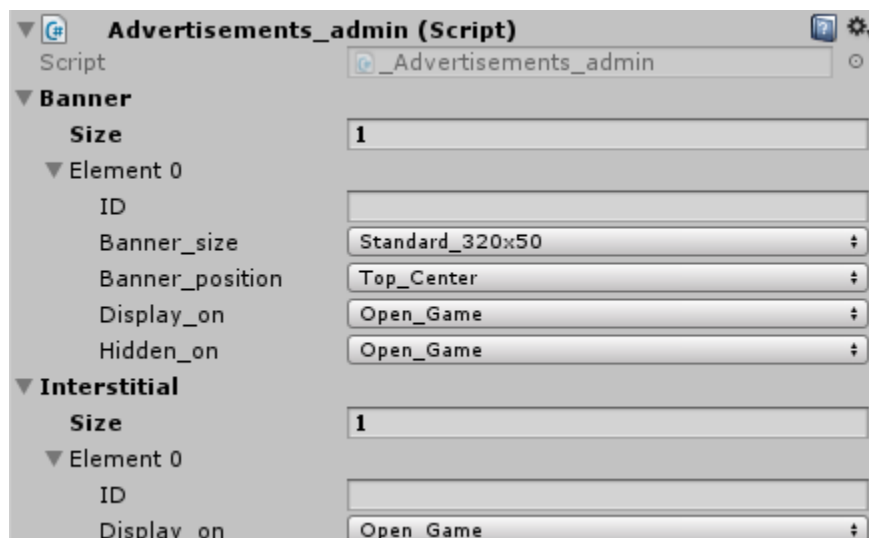 Advertisements_admin (Script)
Script _Advertisements_admin
Banner
Size 1
Element 0
ID
Banner_size Standard_320x50
Banner_position Top_Center
Display_on Open_Game
Hidden_on Open_Game
Interstitial
Size 1
Element 0
ID
Display_on Open_Game